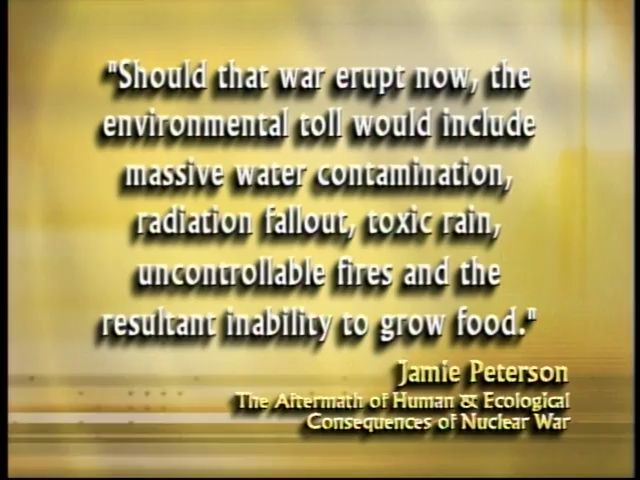 "Should that war erupt now, the
environmental toll would include
massive water contamination,
radiation fallout, toxic rain,
uncontrollable fires and the
resultant inability to grow food."
Jamie Peterson
The Aftermath of Human & Ecological
Consequences of Nuclear War